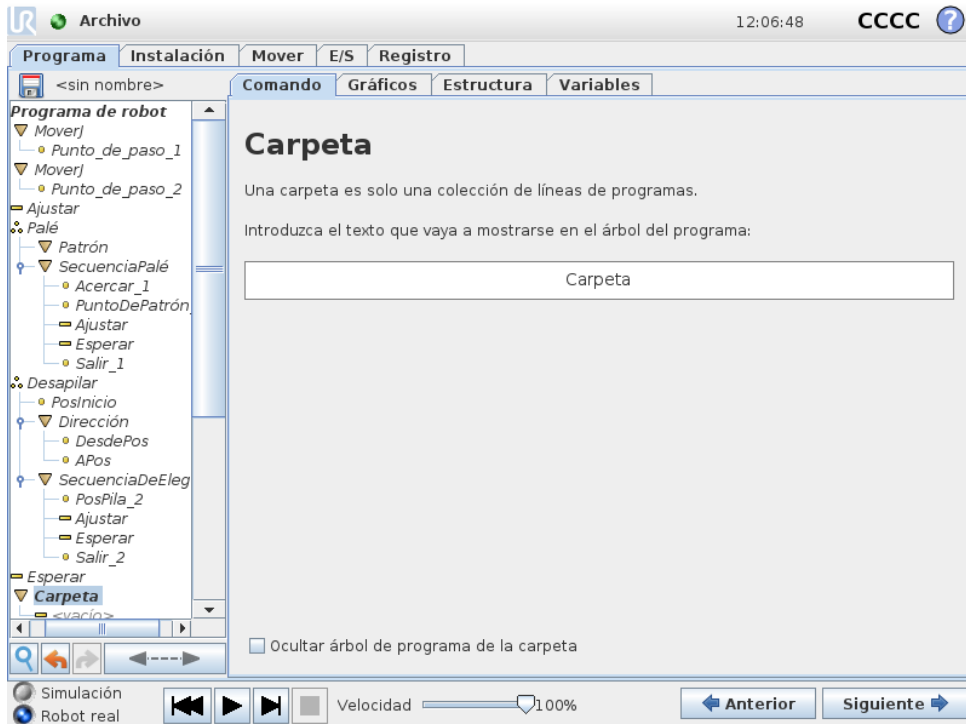 UR Archivo 12:06:48 CCCC ?
Programa Instalación Mover E/S Registro
<sin nombre>
Comando Gráficos Estructura Variables
Programa de robot
MoverJ
Punto_de_paso_1
MoverJ
Punto_de_paso_2
Ajustar
Palé
Patrón
SecuenciaPalé
Acercar_1
PuntoDePatrón_
Ajustar
Esperar
Salir_1
Desapilar
PosInicio
Dirección
DesdePos
APos
SecuenciaDeEleg
PosPila_2
Ajustar
Esperar
Salir_2
Esperar
Carpeta
<vacío>
Carpeta
Una carpeta es solo una colección de líneas de programas.
Introduzca el texto que vaya a mostrarse en el árbol del programa:
Carpeta
Ocultar árbol de programa de la carpeta
Simulación
Robot real
Velocidad 100%
Anterior Siguiente